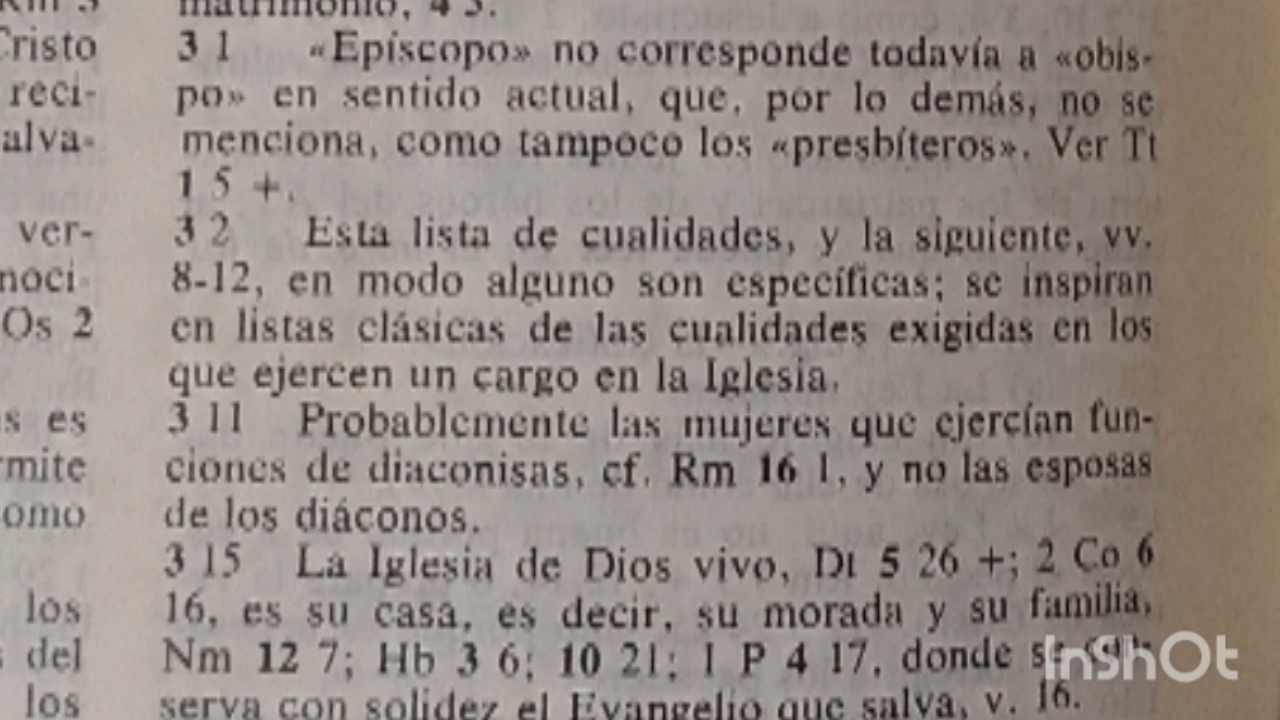 Rm 3
Cristo
reci-
alva-
ver-
noci-
Os 2
s es
rmite
omo
los
s del
los
matrimonio, 4 3.
3 1 «Epíscopo» no corresponde todavía a «obis-
po» en sentido actual, que, por lo demás, no se
menciona, como tampoco los «presbíteros». Ver Tt
1 5 +.
3 2 Esta lista de cualidades, y la siguiente, vv.
8-12, en modo alguno son específicas; se inspiran
en listas clásicas de las cualidades exigidas en los
que ejercen un cargo en la Iglesia.
3 11 Probablemente las mujeres que ejercían fun-
ciones de diaconisas, cf. Rm 16 1, y no las esposas
de los diáconos.
3 15 La Iglesia de Dios vivo, Dt 5 26 +; 2 Co 6
16, es su casa, es decir, su morada y su familia,
Nm 12 7; Hb 3 6; 10 21; 1 P 4 17, donde se con-
serva con solidez el Evangelio que salva, v. 16.
InShOt